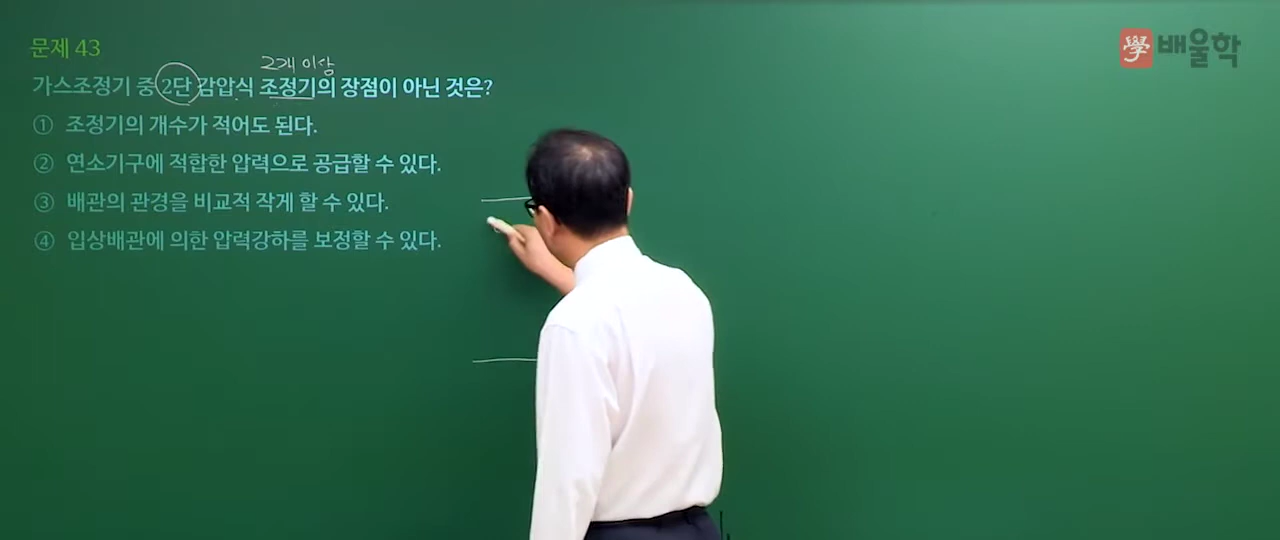 문제 43
2개 이상
가스조정기 중 2단 감압식 조정기의 장점이 아닌 것은?
① 조정기의 개수가 적어도 된다.
② 연소기구에 적합한 압력으로 공급할 수 있다.
③ 배관의 관경을 비교적 작게 할 수 있다.
④ 입상배관에 의한 압력강하를 보정할 수 있다.
學 배울학